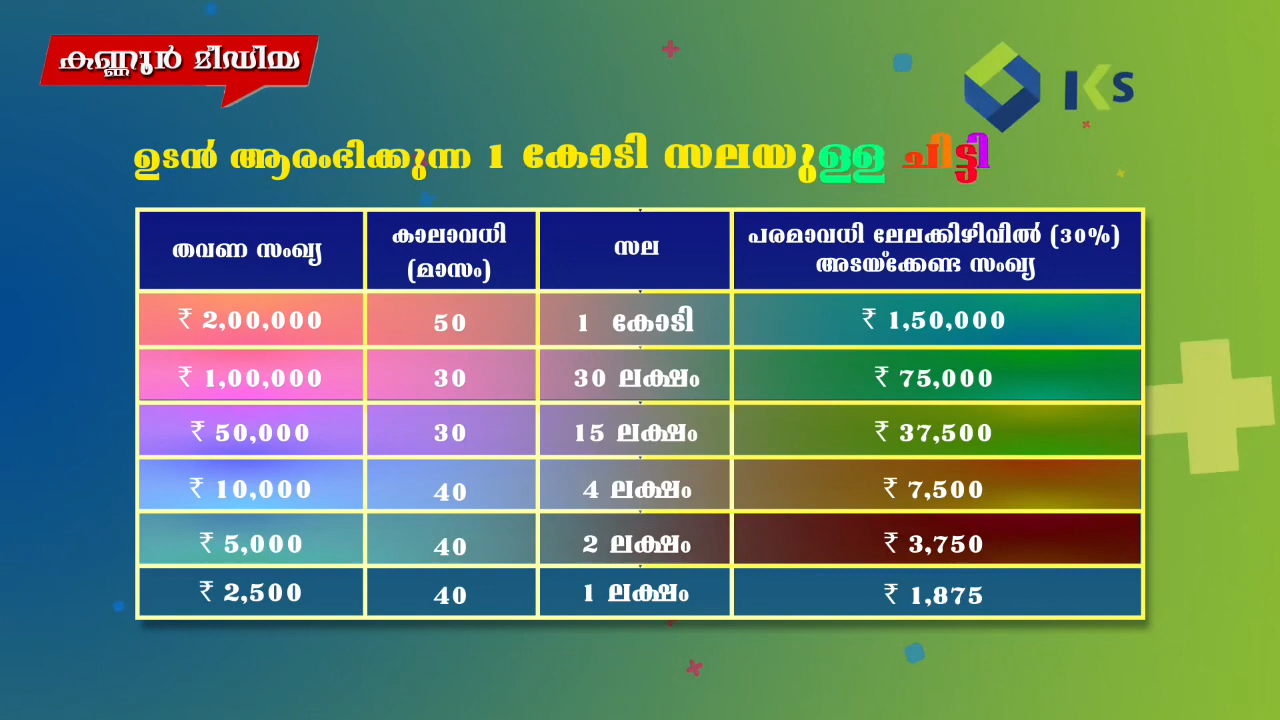 കണ്ണൂർ മീഡിയ
IKS
ഉടൻ ആരംഭിക്കുന്ന 1 കോടി സലയുള്ള ചിട്ടി
തവണ സംഖ്യ
കാലാവധി
(മാസം)
സല
പരമാവധി ലേലക്കിഴിവിൽ (30%)
അടയ്ക്കേണ്ട സംഖ്യ
₹ 2,00,000 50 1 കോടി ₹ 1,50,000
₹ 1,00,000 30 30 ലക്ഷം ₹ 75,000
₹ 50,000 30 15 ലക്ഷം ₹ 37,500
₹ 10,000 40 4 ലക്ഷം ₹ 7,500
₹ 5,000 40 2 ലക്ഷം ₹ 3,750
₹ 2,500 40 1 ലക്ഷം ₹ 1,875